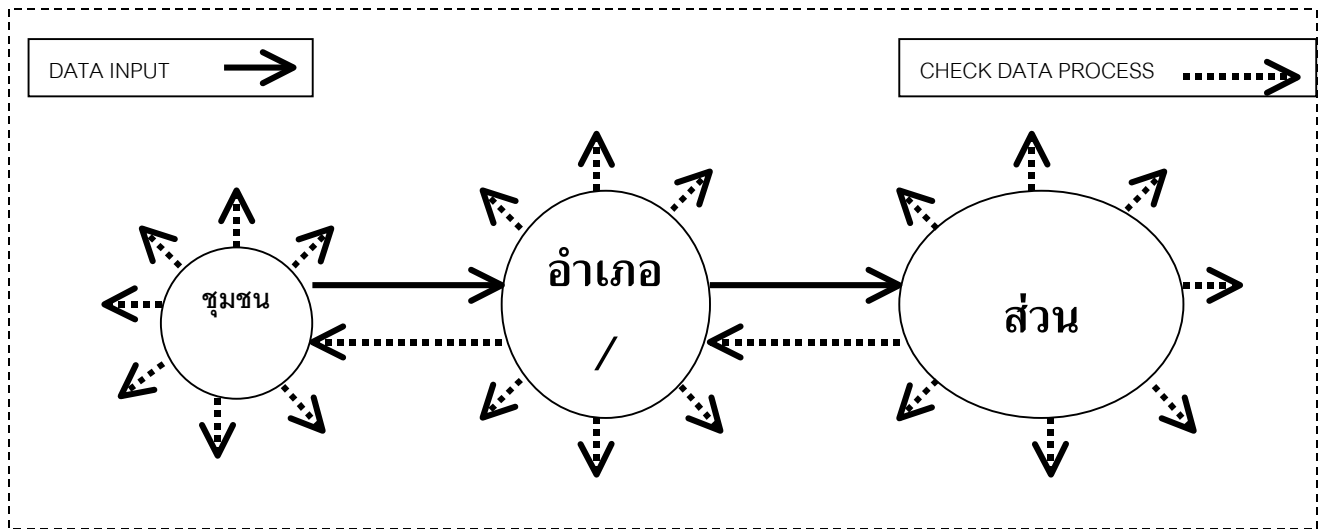 DATA INPUT
CHECK DATA PROCESS
ชุมชน
อำเภอ
/
ส่วน